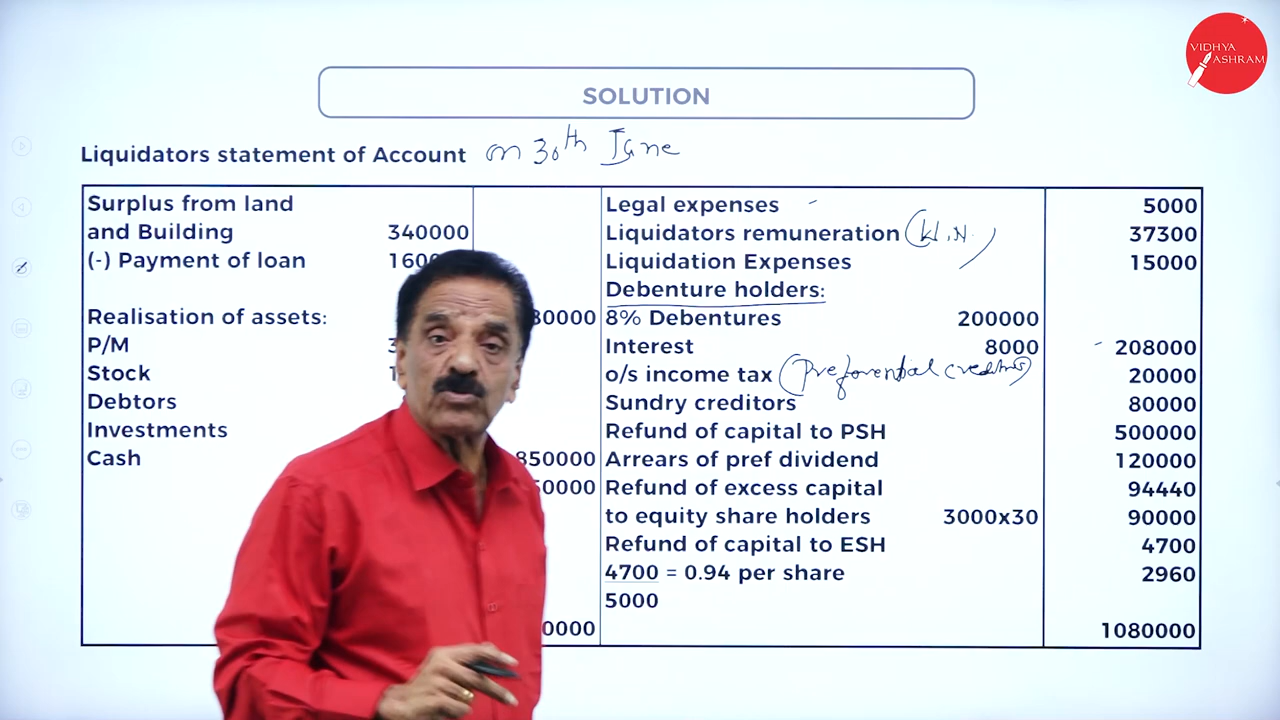 VIDHYA
ASHRAM
SOLUTION
Liquidators statement of Account on 30th June
Surplus from land
and Building 340000
(-) Payment of loan
Realisation of assets:
P/M
Stock
Debtors
Investments
Cash 850000
Legal expenses 5000
Liquidators remuneration (W.N.) 37300
Liquidation Expenses 15000
Debenture holders:
8% Debentures 200000
Interest 8000 208000
o/s income tax (Preferential creditors) 20000
Sundry creditors 80000
Refund of capital to PSH 500000
Arrears of pref dividend 120000
Refund of excess capital 94440
to equity share holders 3000x30 90000
Refund of capital to ESH 4700
4700 = 0.94 per share 2960
5000
1080000